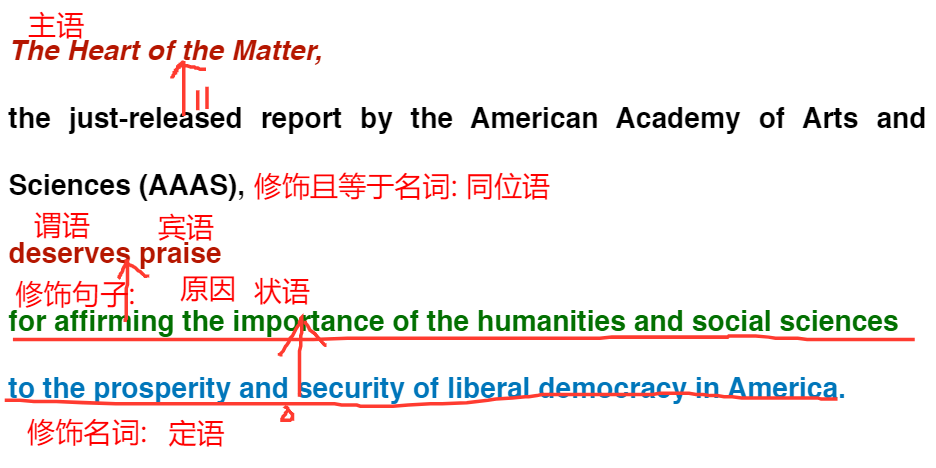 主语
The Heart of the Matter,
the just-released report by the American Academy of Arts and
Sciences (AAAS), 修饰且等于名词: 同位语
谓语 宾语
deserves praise
修饰句子: 原因 状语
for affirming the importance of the humanities and social sciences
to the prosperity and security of liberal democracy in America.
修饰名词: 定语